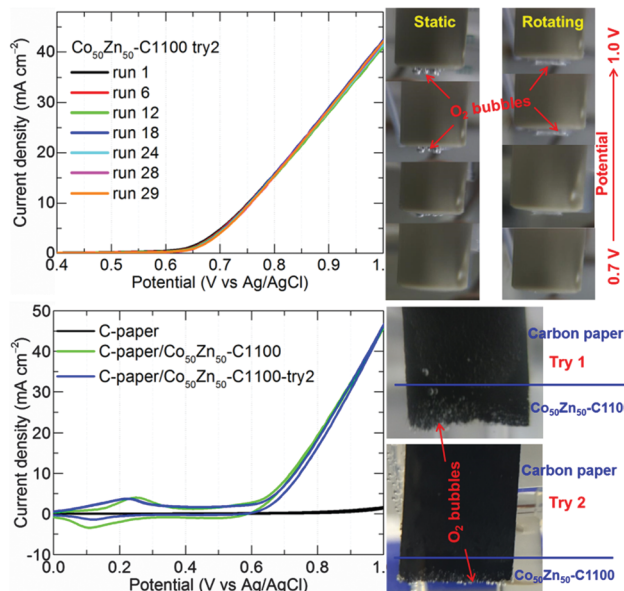 Co₅₀Zn₅₀-C1100 try2
run 1
run 6
run 12
run 18
run 24
run 28
run 29
Current density (mA cm⁻²)
40
30
20
10
0
0.4 0.5 0.6 0.7 0.8 0.9 1.
Potential (V vs Ag/AgCl)
Static
Rotating
O₂ bubbles
1.0 V
Potential
0.7 V
C-paper
C-paper/Co₅₀Zn₅₀-C1100
C-paper/Co₅₀Zn₅₀-C1100-try2
Current density (mA cm⁻²)
50
40
30
20
10
0
-10
0.0 0.2 0.4 0.6 0.8 1.
Potential (V vs Ag/AgCl)
Carbon paper
Try 1
Co₅₀Zn₅₀-C110
O₂ bubbles
Carbon paper
Try 2
Co₅₀Zn₅₀-C1100